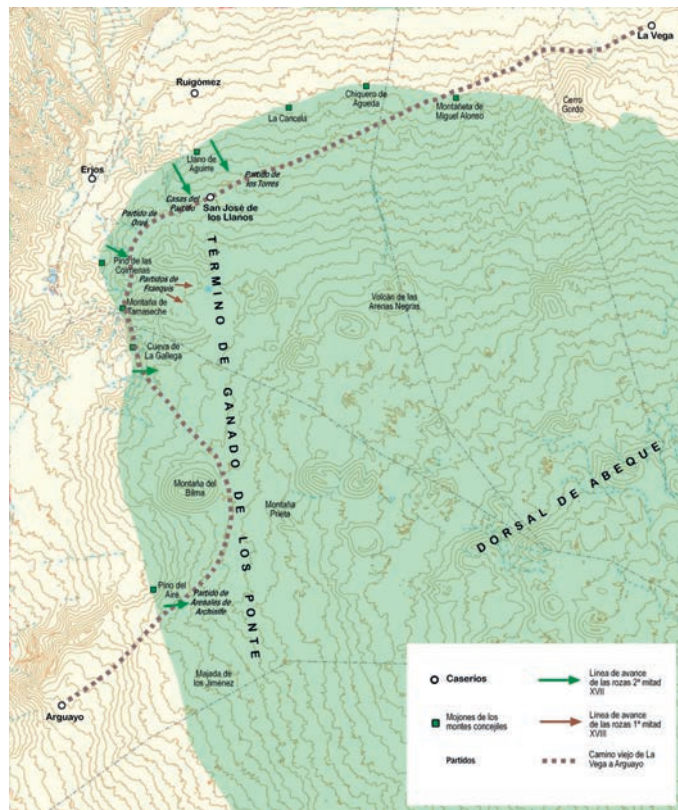 La Vega
Ruigómez
Chiquero de
Agueda
La Cancela
Montañeta de
Miguel Alonso
Cerro
Gordo
Erjos
Llano de
Aguirre
Partido de
los Torres
Casas del
Partido
San José de
los Llanos
Partido de
Orué
Pino de las
Colmenas
Partidos de
Franquis
Montaña de
Tamaseche
Volcán de las
Arenas Negras
Cueva de
La Gallega
TÉRMINO DE GANADO DE LOS PONTE
DORSAL DE ABEQUE
Montaña del
Bilma
Montaña
Prieta
Pino del
Aire
Partido de
Arenales de
Archisife
Majada de
los Jiménez
Arguayo
Caseríos
Línea de avance
de las rozas 2ª mitad
XVII
Mojones de los
montes concejiles
Línea de avance
de las rozas 1ª mitad
XVIII
Partidos
Camino viejo de La
Vega a Arguayo